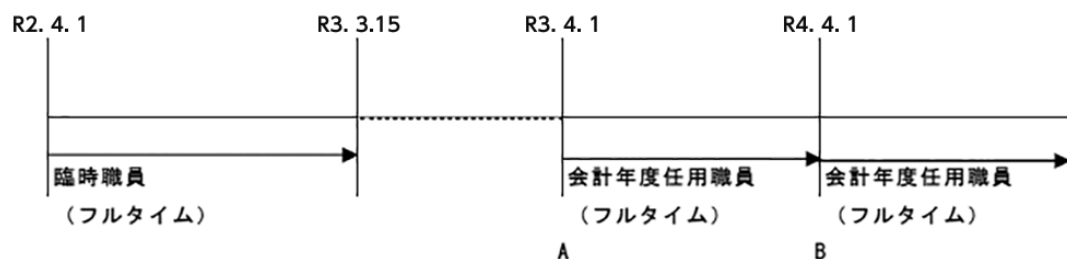 R2. 4. 1 R3. 3.15 R3. 4. 1 R4. 4. 1
臨時職員 会計年度任用職員 会計年度任用職員
（フルタイム） （フルタイム） （フルタイム）
A B